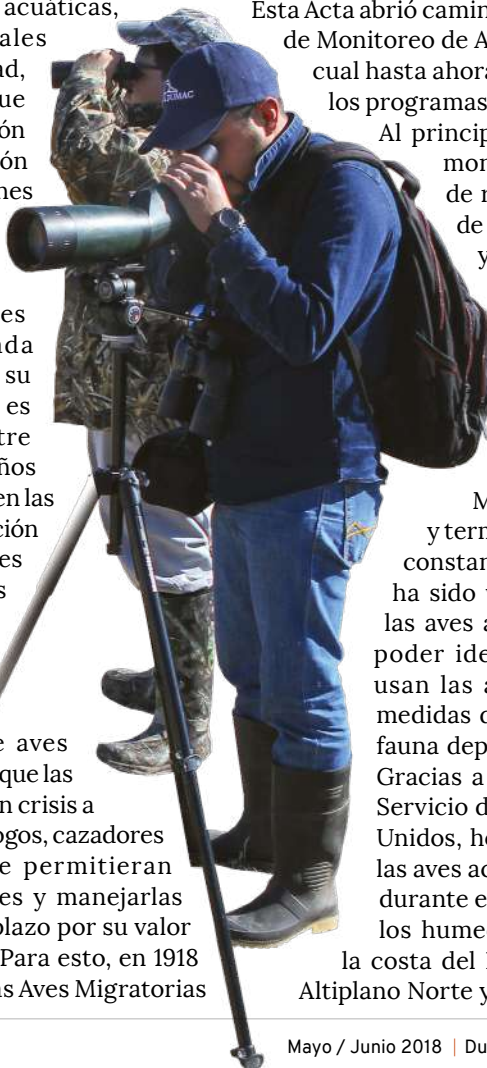 acuáticas,
ales
ad,
ue
ón
ón
nes
es
ada
su
es
tre
ños
en las
ción
es
s
e aves
que las
n crisis a
ogos, cazadores
e permitieran
es y manejarlas
plazo por su valor
Para esto, en 1918
as Aves Migratorias
DUMAC
Esta Acta abrió camin
de Monitoreo de A
cual hasta ahora
los programas
Al princip
mon
de r
de
y
M
y tern
constan
ha sido v
las aves a
poder ide
usan las a
medidas d
fauna dep
Gracias a
Servicio d
Unidos, ho
las aves ac
durante e
los hume
la costa del
Altiplano Norte y
Mayo / Junio 2018 | Du